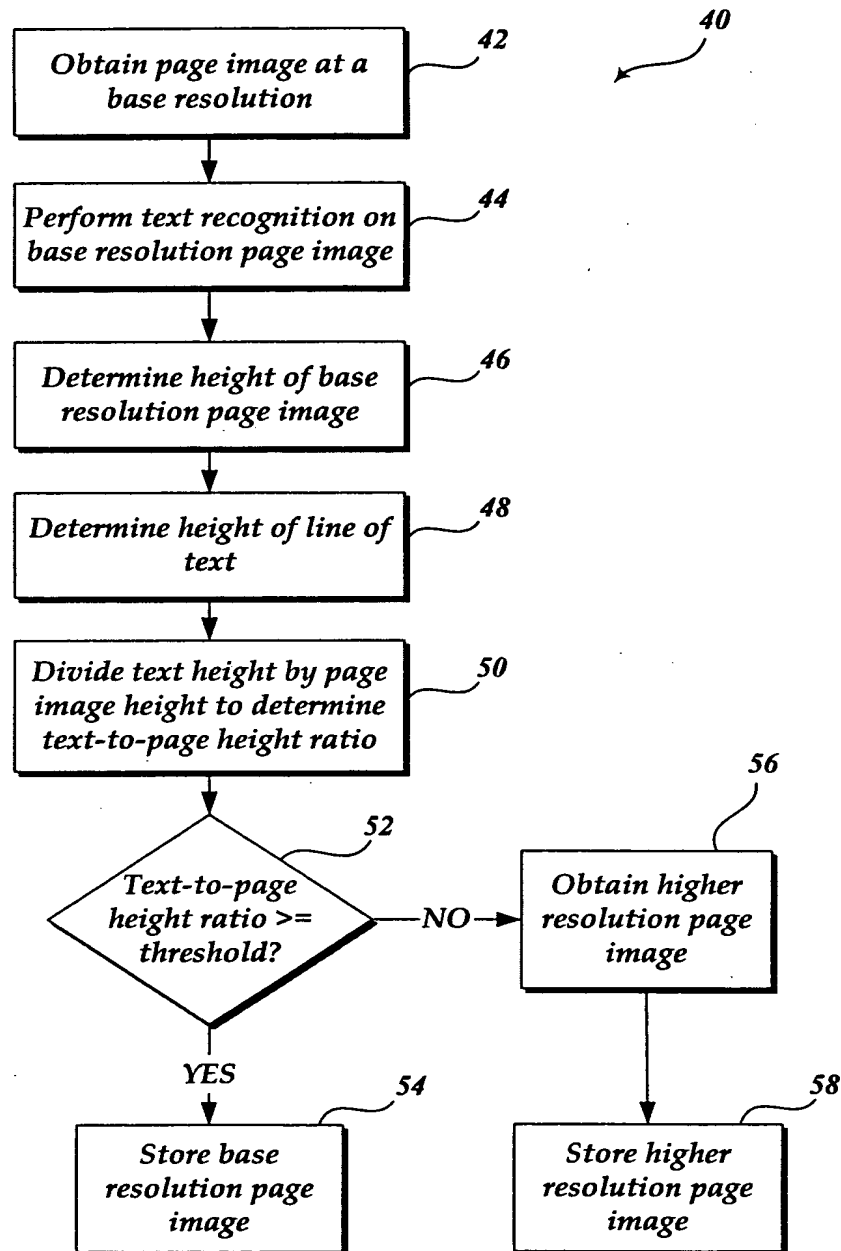 40
Obtain page image at a
base resolution
42
Perform text recognition on
base resolution page image
44
Determine height of base
resolution page image
46
Determine height of line of
text
48
Divide text height by page
image height to determine
text-to-page height ratio
50
Text-to-page
height ratio >=
threshold?
52
NO
Obtain higher
resolution page
image
56
YES
Store base
resolution page
image
54
Store higher
resolution page
image
58